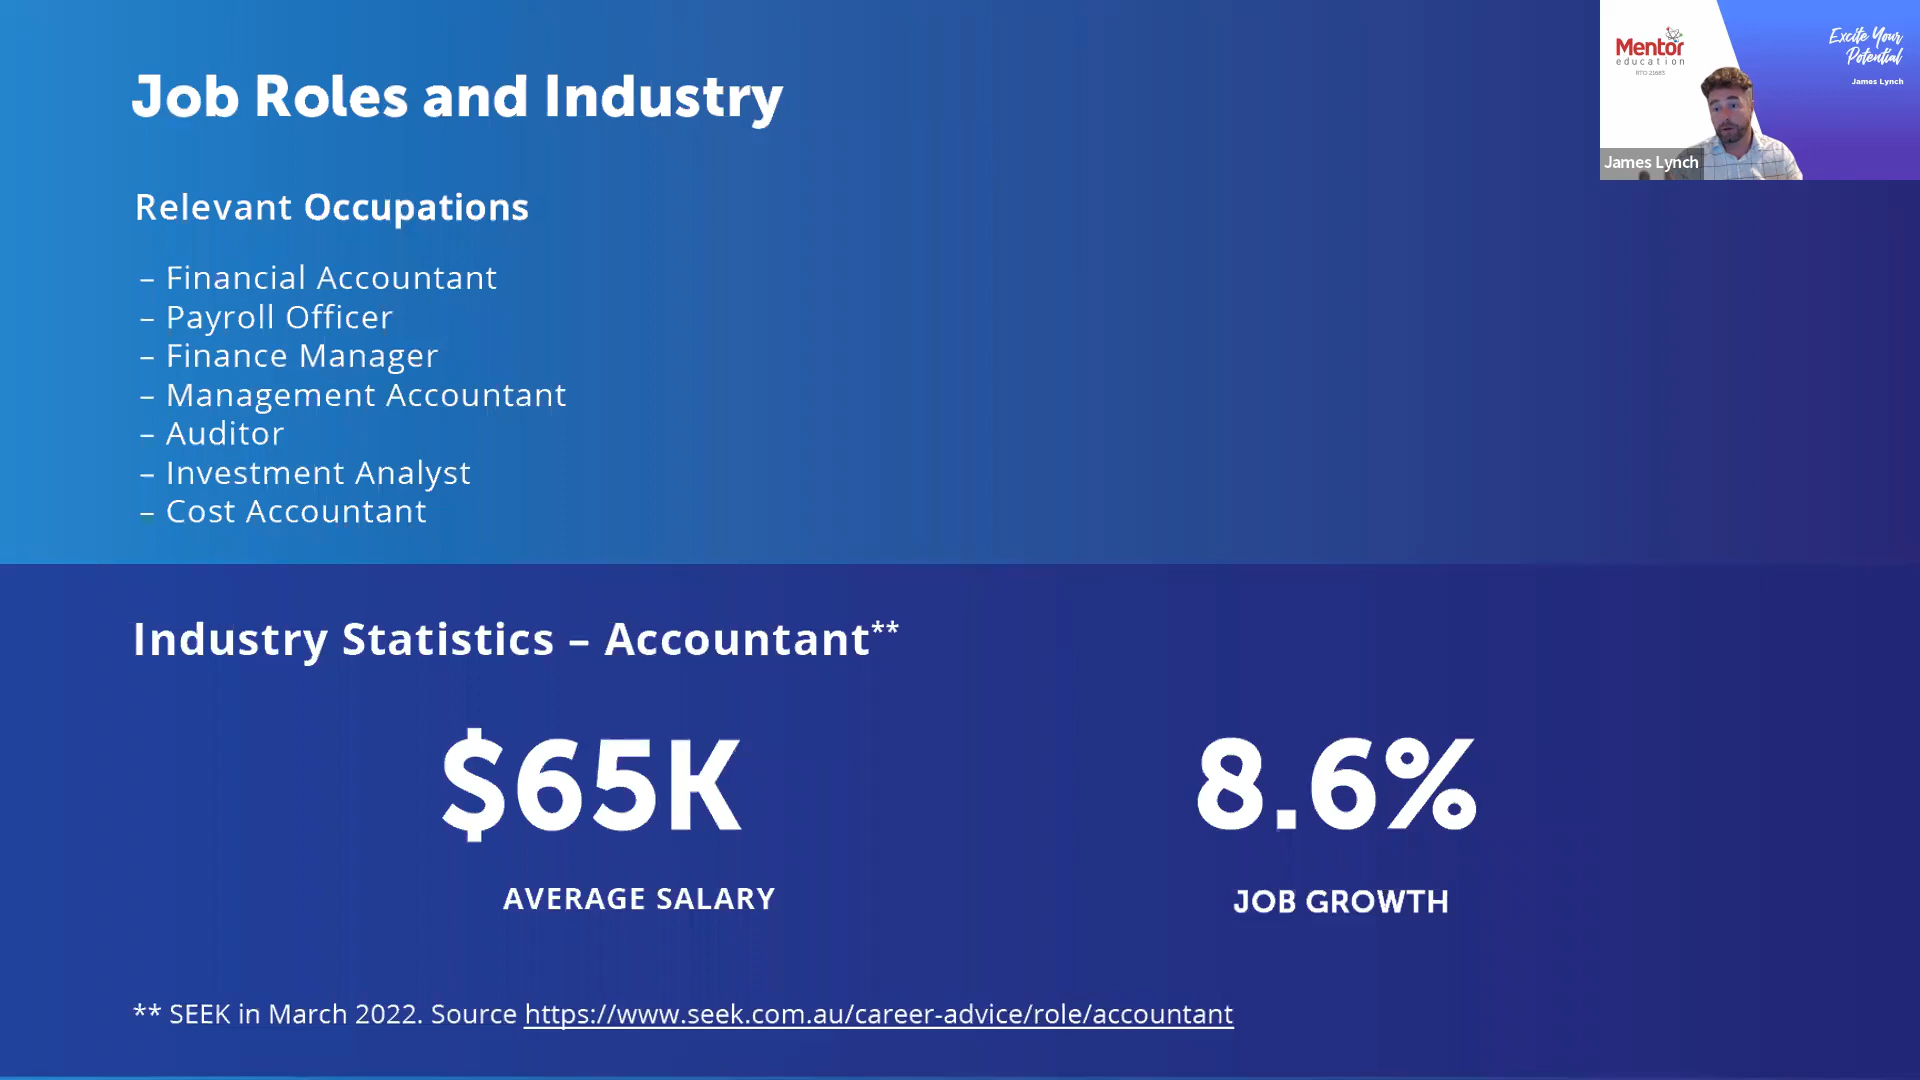 Job Roles and Industry
Relevant Occupations
– Financial Accountant
– Payroll Officer
– Finance Manager
– Management Accountant
– Auditor
– Investment Analyst
– Cost Accountant
Industry Statistics – Accountant**
$65K
8.6%
AVERAGE SALARY
JOB GROWTH
** SEEK in March 2022. Source https://www.seek.com.au/career-advice/role/accountant
Mentor
education
RTO 21683
Excite Your
Potential
James Lynch
James Lynch